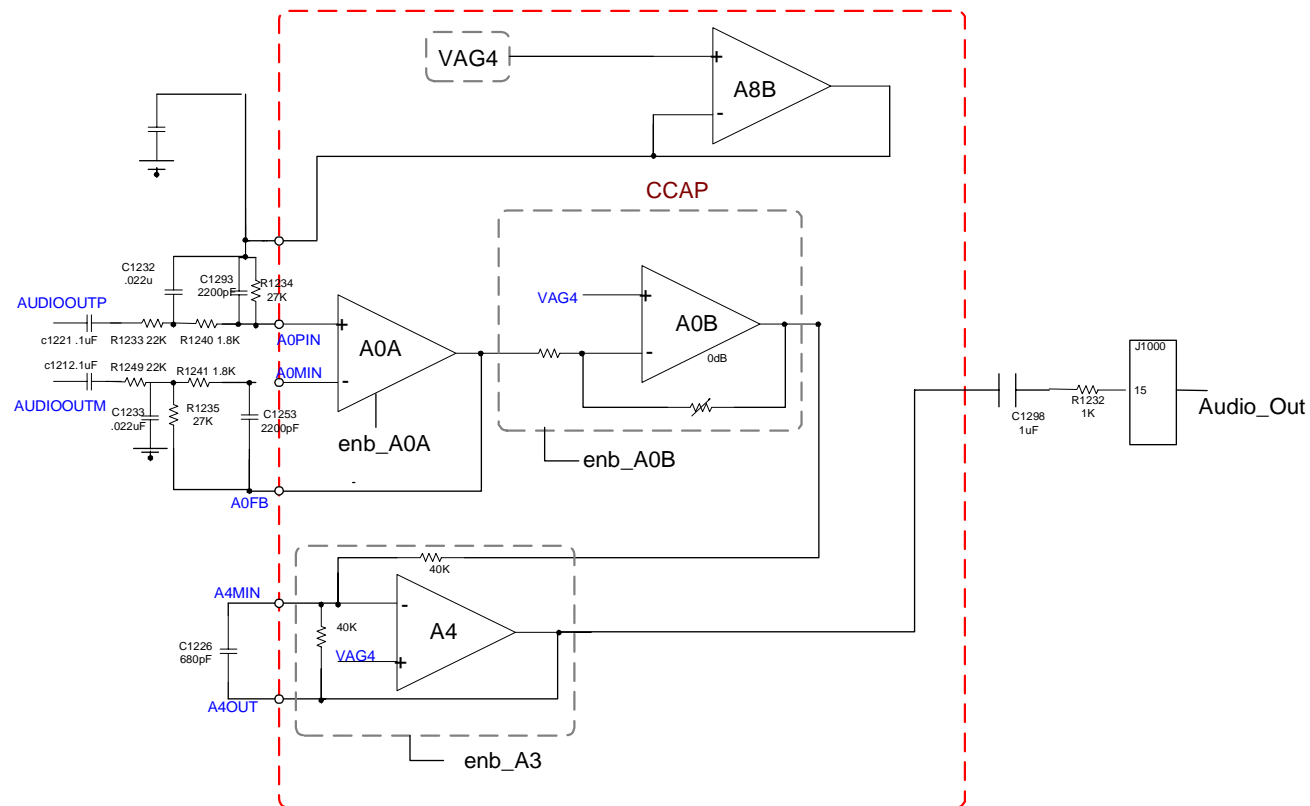 VAG4
A8B
CCAP
C1232
.022u
C1293
2200pF
R1234
27K
AUDIOOUTP
c1221 .1uF
R1233 22K
R1240 1.8K
A0PIN
A0A
VAG4
A0B
0dB
c1212.1uF
R1249 22K
R1241 1.8K
A0MIN
AUDIOOUTM
C1233
.022uF
R1235
27K
C1253
2200pF
enb_A0A
enb_A0B
-
A0FB
J1000
15
C1298
1uF
R1232
1K
Audio_Out
40K
A4MIN
C1226
680pF
40K
A4
VAG4
A4OUT
enb_A3